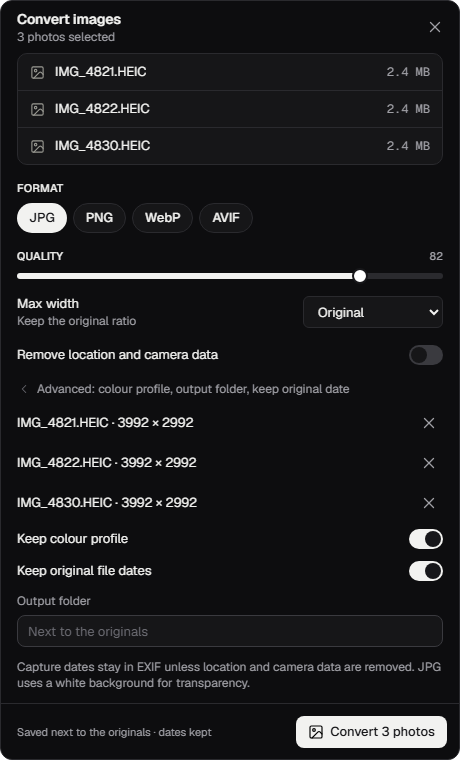 Convert images
3 photos selected
IMG_4821.HEIC 2.4 MB
IMG_4822.HEIC 2.4 MB
IMG_4830.HEIC 2.4 MB
FORMAT
JPG PNG WebP AVIF
QUALITY 82
Max width
Keep the original ratio
Original
Remove location and camera data
Advanced: colour profile, output folder, keep original date
IMG_4821.HEIC · 3992 × 2992
IMG_4822.HEIC · 3992 × 2992
IMG_4830.HEIC · 3992 × 2992
Keep colour profile
Keep original file dates
Output folder
Next to the originals
Capture dates stay in EXIF unless location and camera data are removed. JPG
uses a white background for transparency.
Saved next to the originals · dates kept
Convert 3 photos